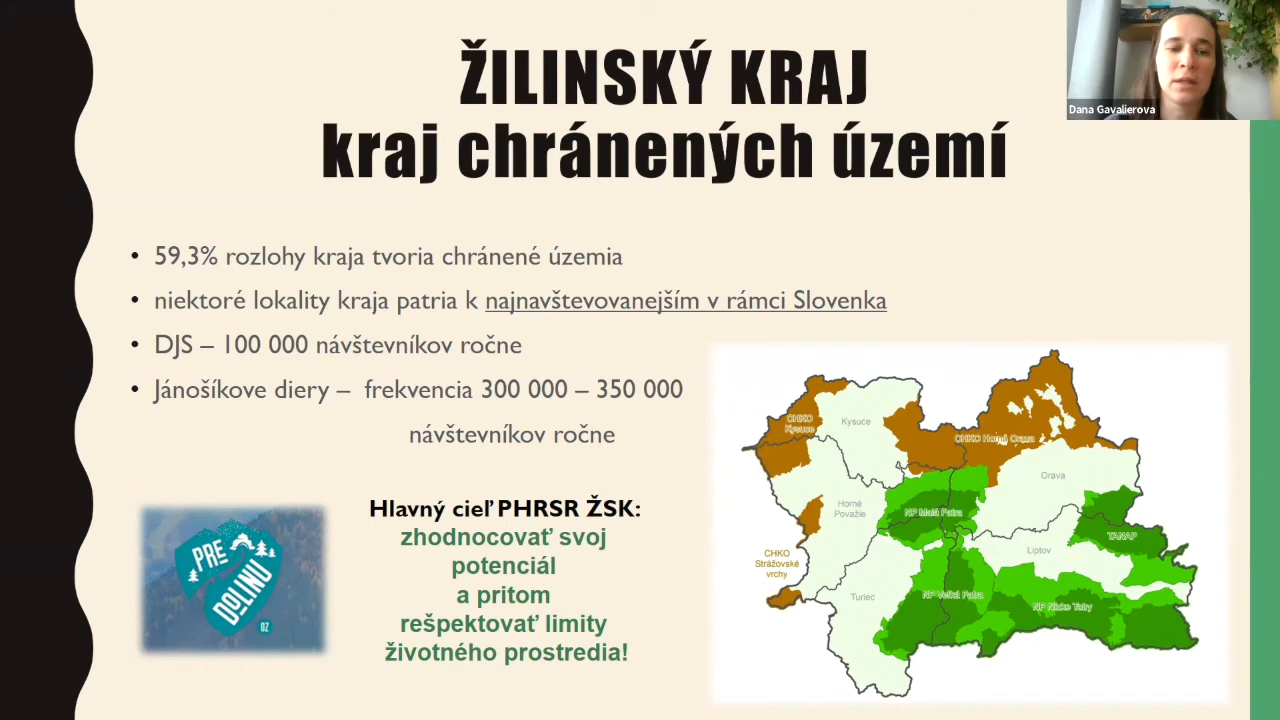 ŽILINSKÝ KRAJ
kraj chránených území
Dana Gavalierova
• 59,3% rozlohy kraja tvoria chránené územia
• niektoré lokality kraja patria k najnavštevovanejším v rámci Slovenka
• DJS – 100 000 návštevníkov ročne
• Jánošíkove diery – frekvencia 300 000 – 350 000
návštevníkov ročne
PRE
DOLINU
OZ
Hlavný cieľ PHRSR ŽSK:
zhodnocovať svoj
potenciál
a pritom
rešpektovať limity
životného prostredia!
CHKO
Kysuce
Kysuce
CHKO Horná Orava
Orava
Horné
Považie
NP Malá Fatra
TANAP
Liptov
CHKO
Strážovské
vrchy
Turiec
NP Veľká Fatra
NP Nízke Tatry